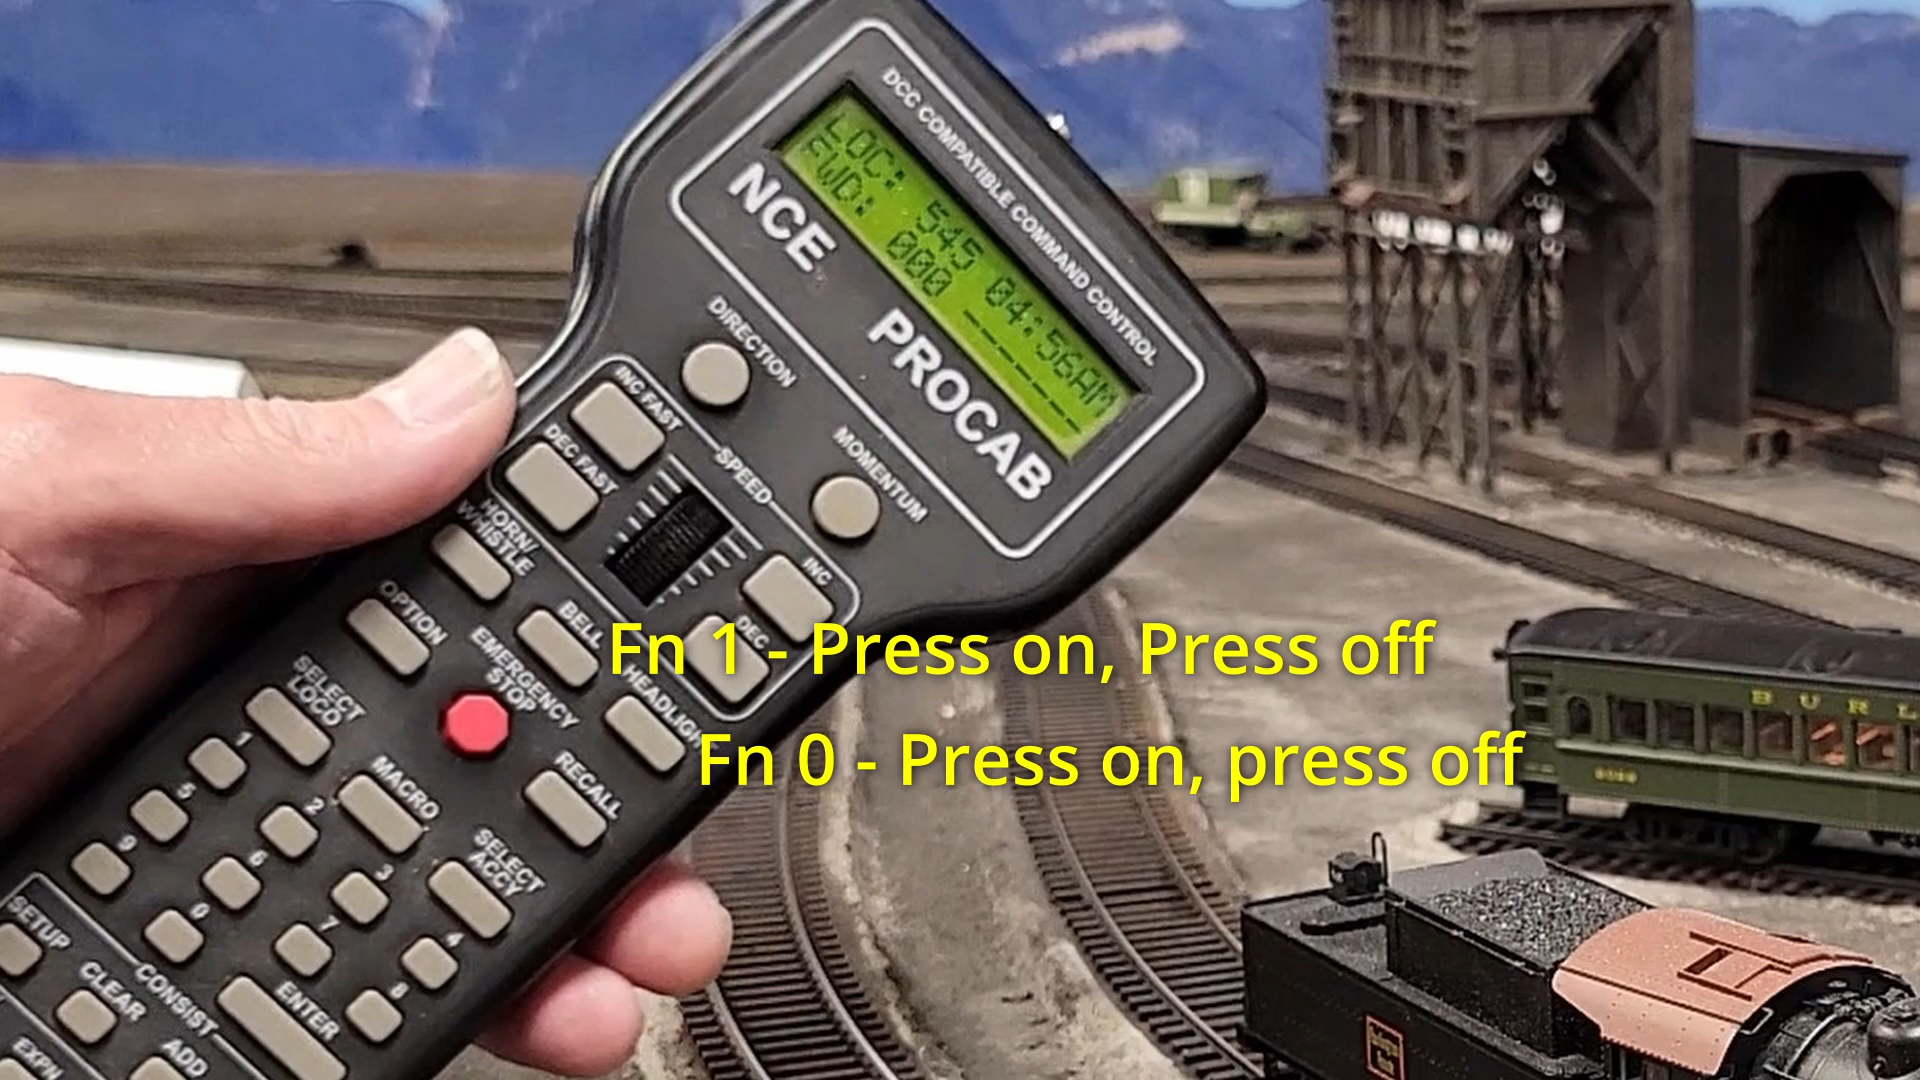 DCC COMPATIBLE COMMAND CONTROL
LOC: 545 04:56AM
FWD: 000 -------
NCE PROCAB
DIRECTION
MOMENTUM
INC FAST
DEC FAST
SPEED
INC
DEC
HORN/
WHISTLE
BELL
OPTION
EMERGENCY
STOP
HEADLIGH
Fn 1 - Press on, Press off
Fn 0 - Press on, press off
SELECT
LOCO
MACRO
RECALL
SELECT
ACCY
1
2
3
4
5
6
7
8
9
0
SETUP
CLEAR
CONSIST
ENTER
EXPN
ADD
BURL